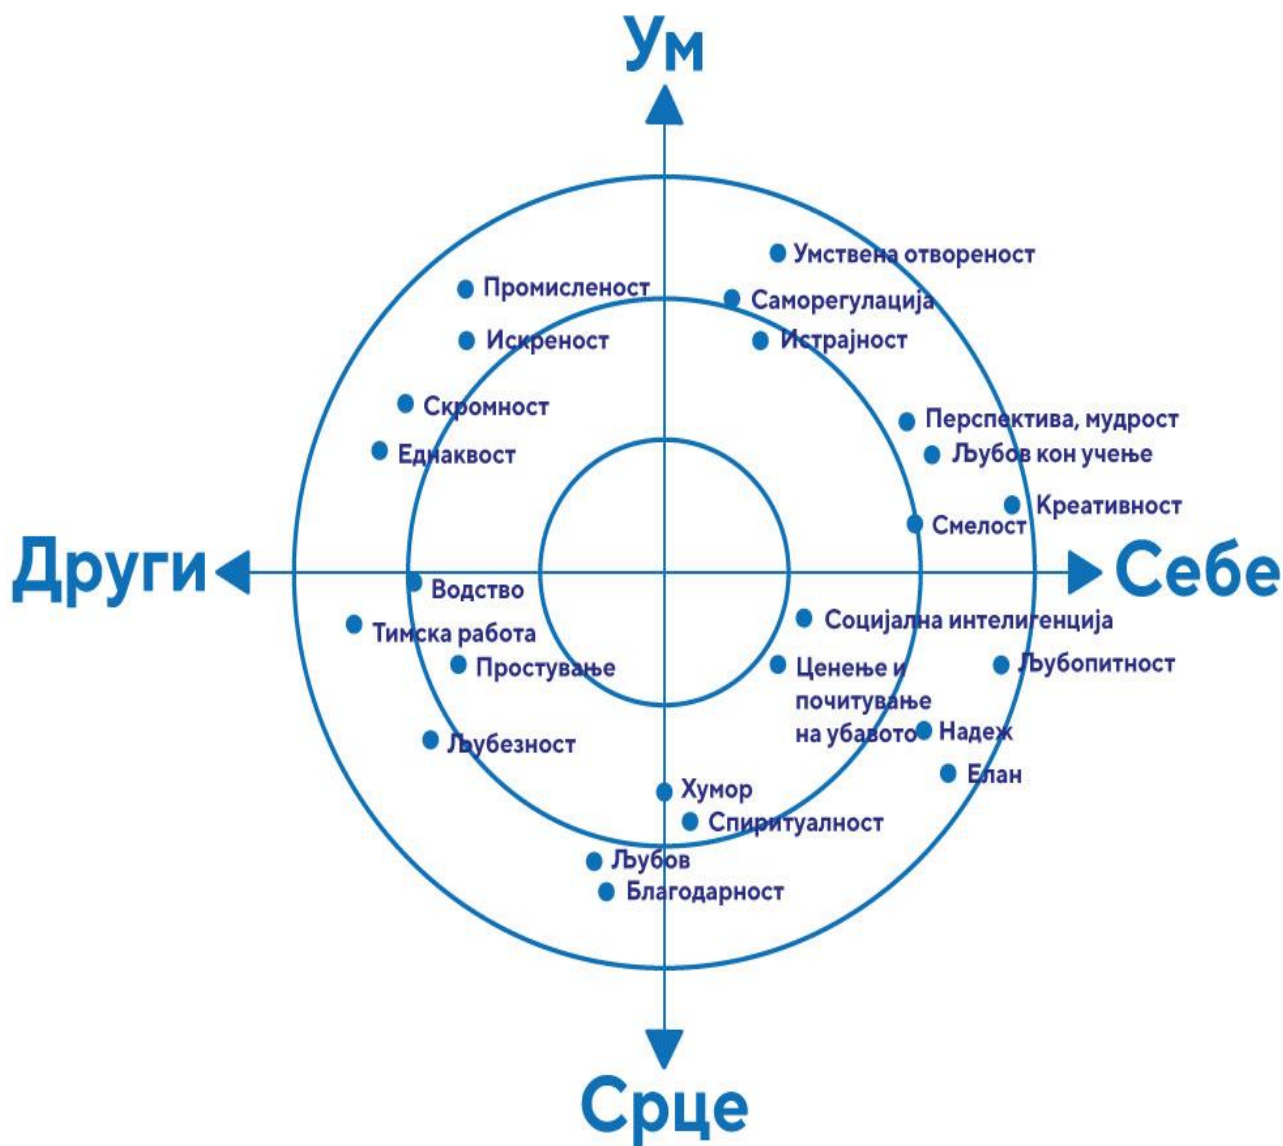 Ум
Умствена отвореност
Промисленост
Саморегулација
Искреност
Истрајност
Скромност
Перспектива, мудрост
Еднаквост
Љубов кон учење
Креативност
Смелост
Други
Себе
Водство
Социјална интелигенција
Тимска работа
Простување
Ценење и
почитување
на убавото
Љубопитност
Љубезност
Надеж
Елан
Хумор
Спиритуалност
Љубов
Благодарност
Срце